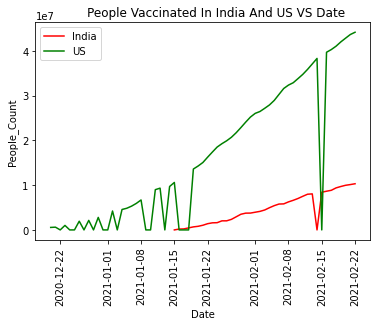 People Vaccinated In India And US VS Date
1e7
India
US
4
3
2
1
0
People_Count
2020-12-22
2021-01-01
2021-01-08
2021-01-15
2021-01-22
2021-02-01
2021-02-08
2021-02-15
2021-02-22
Date